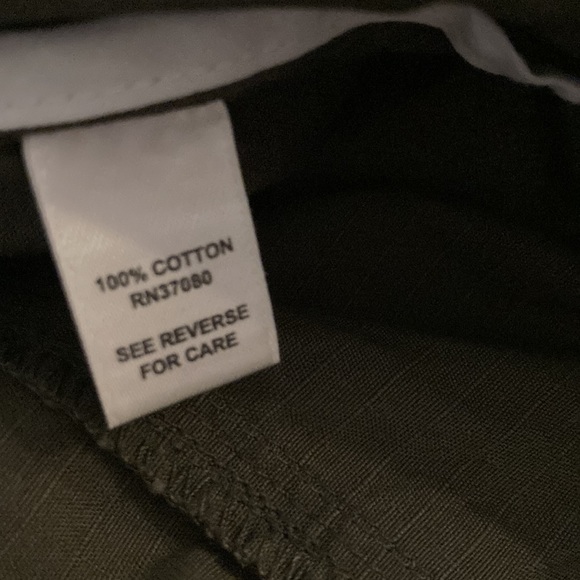 100% COTTON
RN37080
SEE REVERSE
FOR CARE